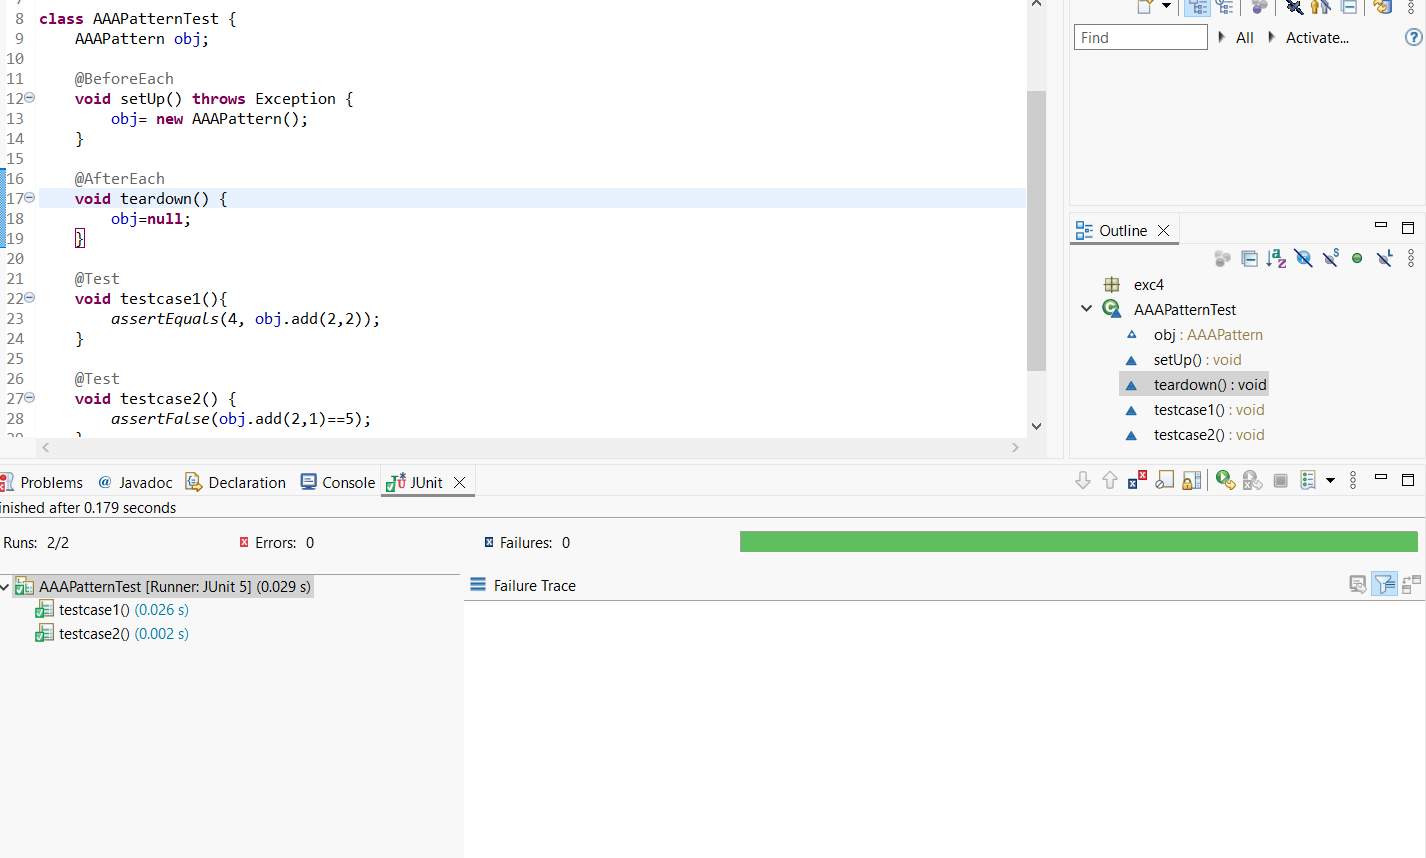 8 class AAAPatternTest {
9 AAAPattern obj;
10
11 @BeforeEach
12 void setUp() throws Exception {
13 obj= new AAAPattern();
14 }
15
16 @AfterEach
17 void teardown() {
18 obj=null;
19 }
20
21 @Test
22 void testcase1(){
23 assertEquals(4, obj.add(2,2));
24 }
25
26 @Test
27 void testcase2() {
28 assertFalse(obj.add(2,1)==5);
Find All Activate...
Outline
exc4
AAAPatternTest
obj : AAAPattern
setUp() : void
teardown() : void
testcase1() : void
testcase2() : void
Problems @ Javadoc Declaration Console JUnit
inished after 0.179 seconds
Runs: 2/2 Errors: 0 Failures: 0
AAAPatternTest [Runner: JUnit 5] (0.029 s)
testcase1() (0.026 s)
testcase2() (0.002 s)
Failure Trace